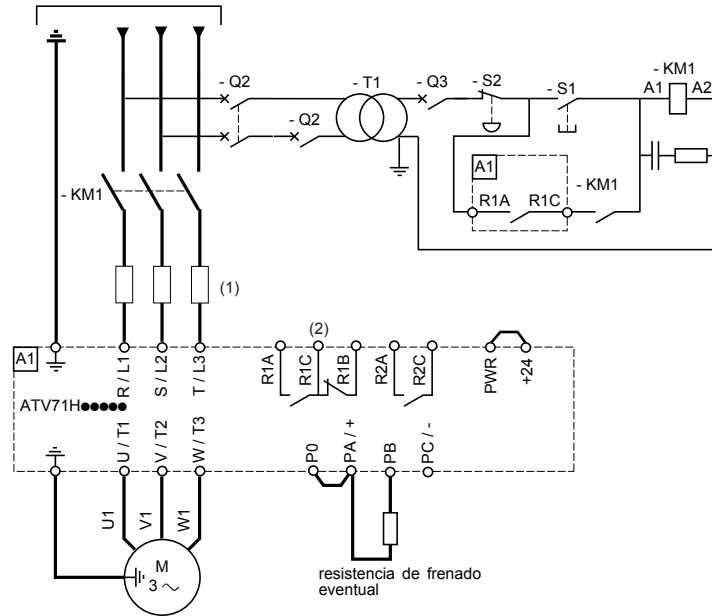 - Q2
- T1
- Q3
- S2
- S1
- KM1
A1
A2
- Q2
A1
R1A
R1C
- KM1
- KM1
(1)
A1
R / L1
S / L2
T / L3
(2)
R1A
R1C
R1B
R2A
R2C
PWR
+24
ATV71H●●●●●
U / T1
V / T2
W / T3
P0
PA / +
PB
PC / -
U1
V1
W1
M
3 ~
resistencia de frenado
eventual